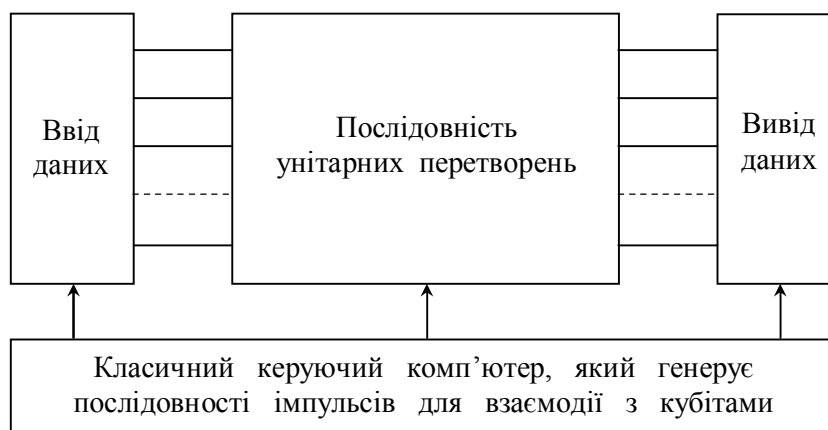 Ввід
даних
Послідовність
унітарних перетворень
Вивід
даних
Класичний керуючий комп’ютер, який генерує
послідовності імпульсів для взаємодії з кубітами